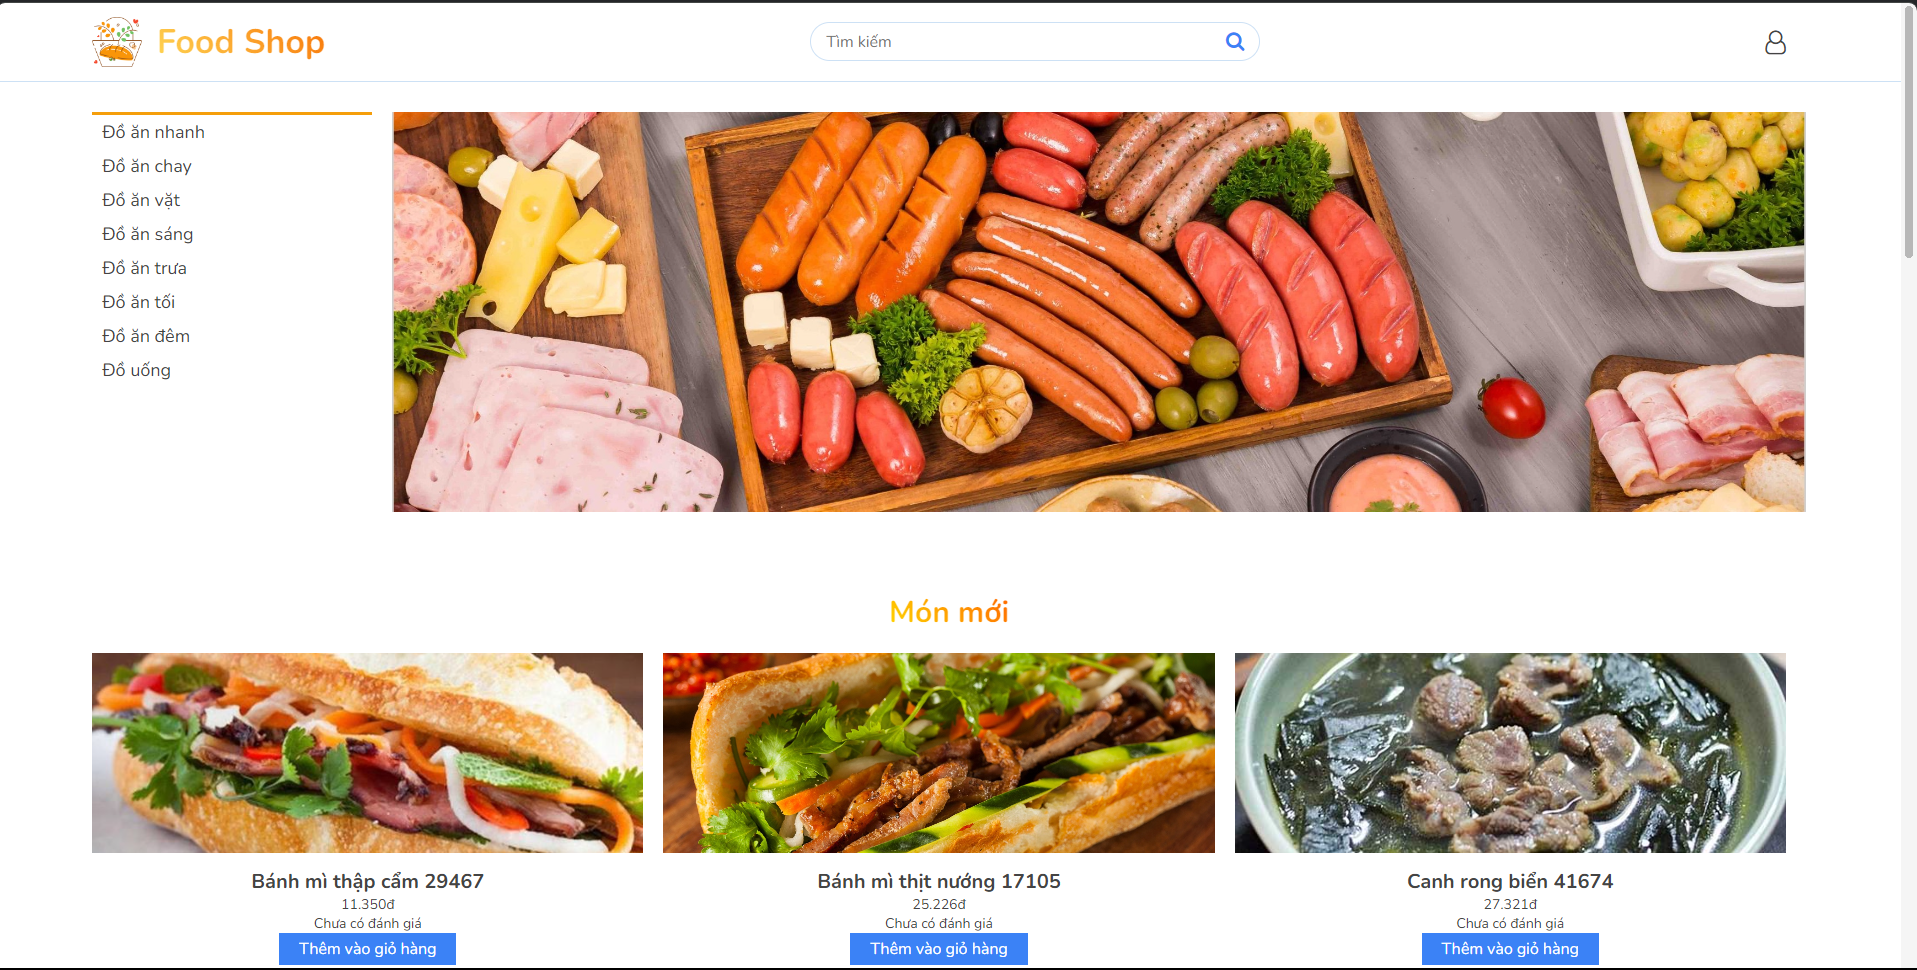 Food Shop
Tìm kiếm
Đồ ăn nhanh
Đồ ăn chay
Đồ ăn vặt
Đồ ăn sáng
Đồ ăn trưa
Đồ ăn tối
Đồ ăn đêm
Đồ uống
Món mới
Bánh mì thập cẩm 29467
11.350đ
Chưa có đánh giá
Thêm vào giỏ hàng
Bánh mì thịt nướng 17105
25.226đ
Chưa có đánh giá
Thêm vào giỏ hàng
Canh rong biển 41674
27.321đ
Chưa có đánh giá
Thêm vào giỏ hàng